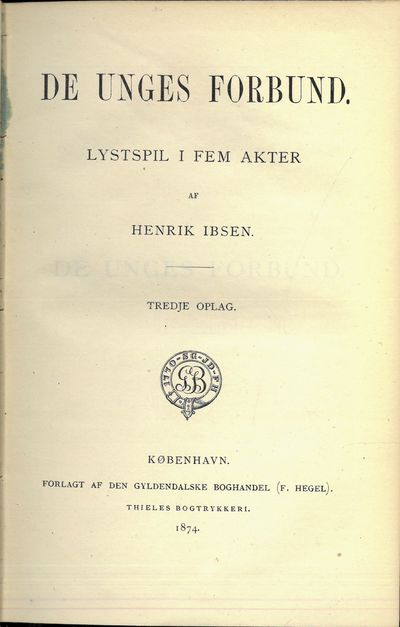 DE UNGES FORBUND.
LYSTSPIL I FEM AKTER
AF
HENRIK IBSEN.
TREDJE OPLAG.
GB
KØBENHAVN.
FORLAGT AF DEN GYLDENDALSKE BOGHANDEL (F. HEGEL).
THIELES BOGTRYKKERI.
1874.